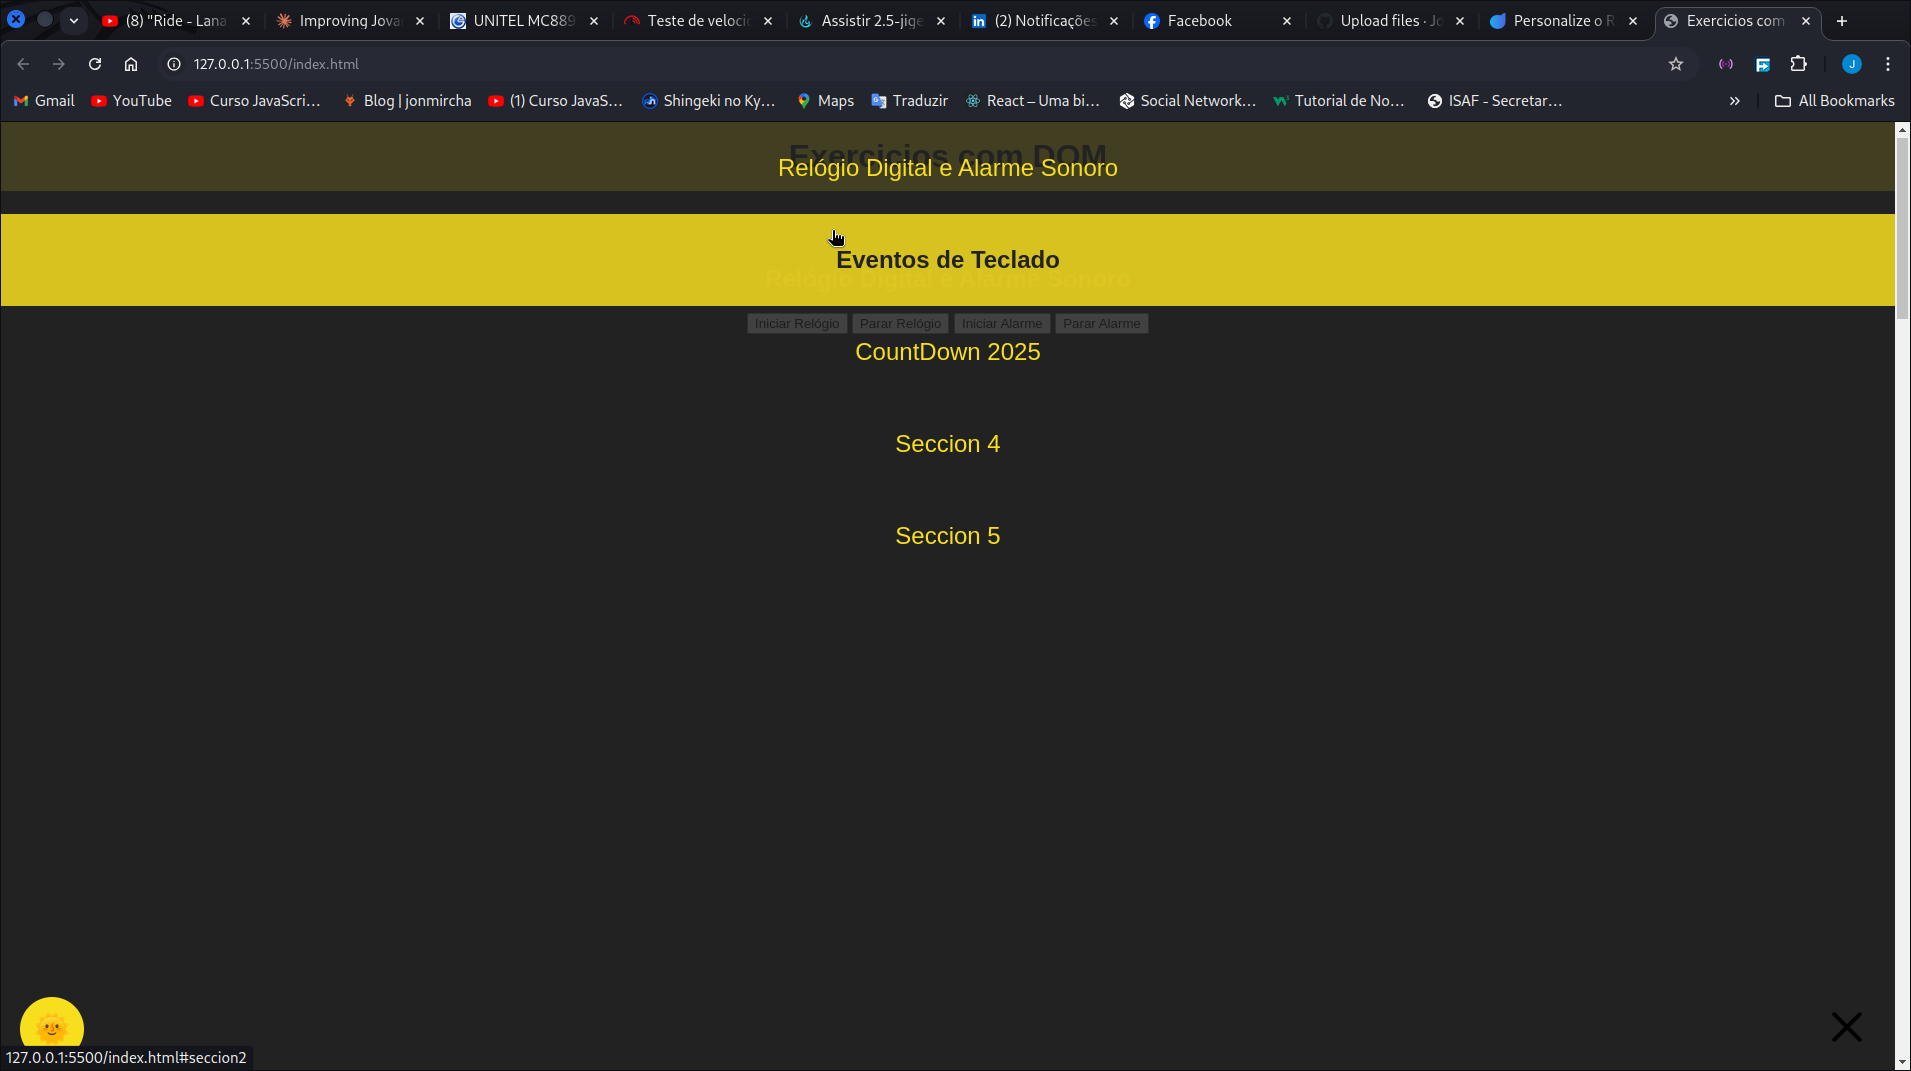 (8) "Ride - Lana
Improving Jovan
UNITEL MC889
Teste de veloci
Assistir 2.5-jige
(2) Notificações
Facebook
Upload files · Jo
Personalize o R
Exercicios com
127.0.0.1:5500/index.html
J
Gmail
YouTube
Curso JavaScri...
Blog | jonmircha
(1) Curso JavaS...
Shingeki no Ky...
Maps
Traduzir
React – Uma bi...
Social Network...
Tutorial de No...
ISAF - Secretar...
All Bookmarks
Exercicios com DOM
Relógio Digital e Alarme Sonoro
Eventos de Teclado
Relógio Digital e Alarme Sonoro
Iniciar Relógio Parar Relógio Iniciar Alarme Parar Alarme
CountDown 2025
Seccion 4
Seccion 5
127.0.0.1:5500/index.html#seccion2